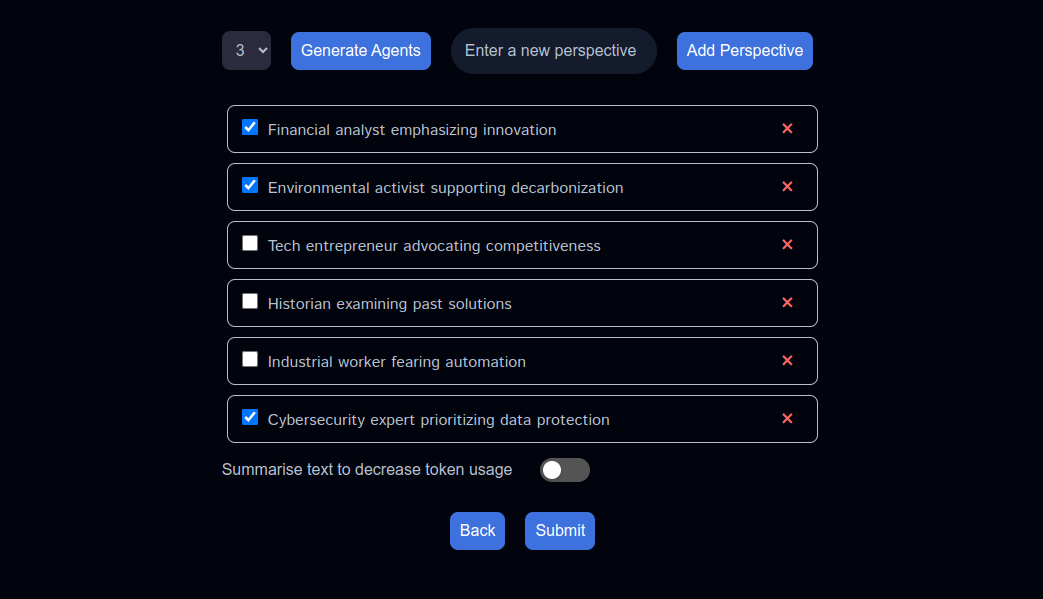 3 Generate Agents Enter a new perspective Add Perspective
Financial analyst emphasizing innovation
Environmental activist supporting decarbonization
Tech entrepreneur advocating competitiveness
Historian examining past solutions
Industrial worker fearing automation
Cybersecurity expert prioritizing data protection
Summarise text to decrease token usage
Back Submit